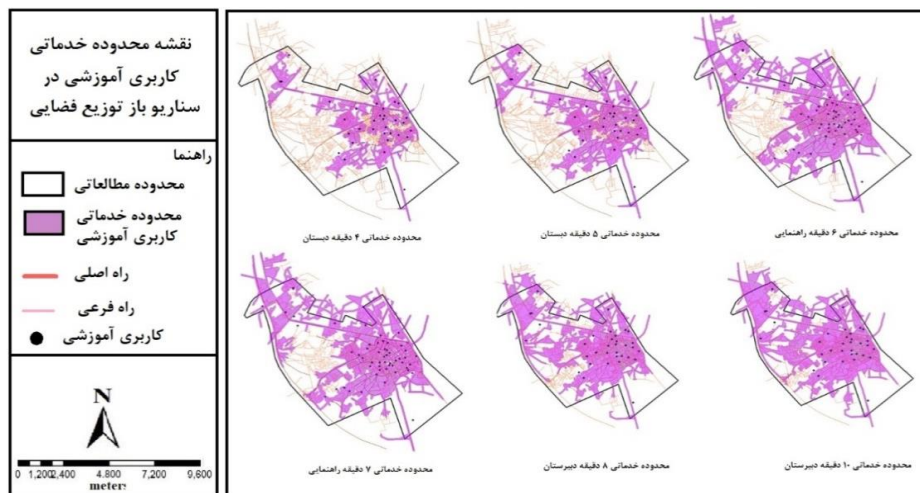 نقشه محدوده خدماتی
کاربری آموزشی در
سناریو باز توزیع فضایی
راهنما
محدوده مطالعاتی
محدوده خدماتی
کاربری آموزشی
راه اصلی
راه فرعی
کاربری آموزشی
N
0 1,200 2,400 4,800 7,200 9,600
meters
محدوده خدماتی ۴ دقیقه دبستان
محدوده خدماتی ۵ دقیقه دبستان
محدوده خدماتی ۶ دقیقه راهنمایی
محدوده خدماتی ۷ دقیقه راهنمایی
محدوده خدماتی ۸ دقیقه دبیرستان
محدوده خدماتی ۱۰ دقیقه دبیرستان